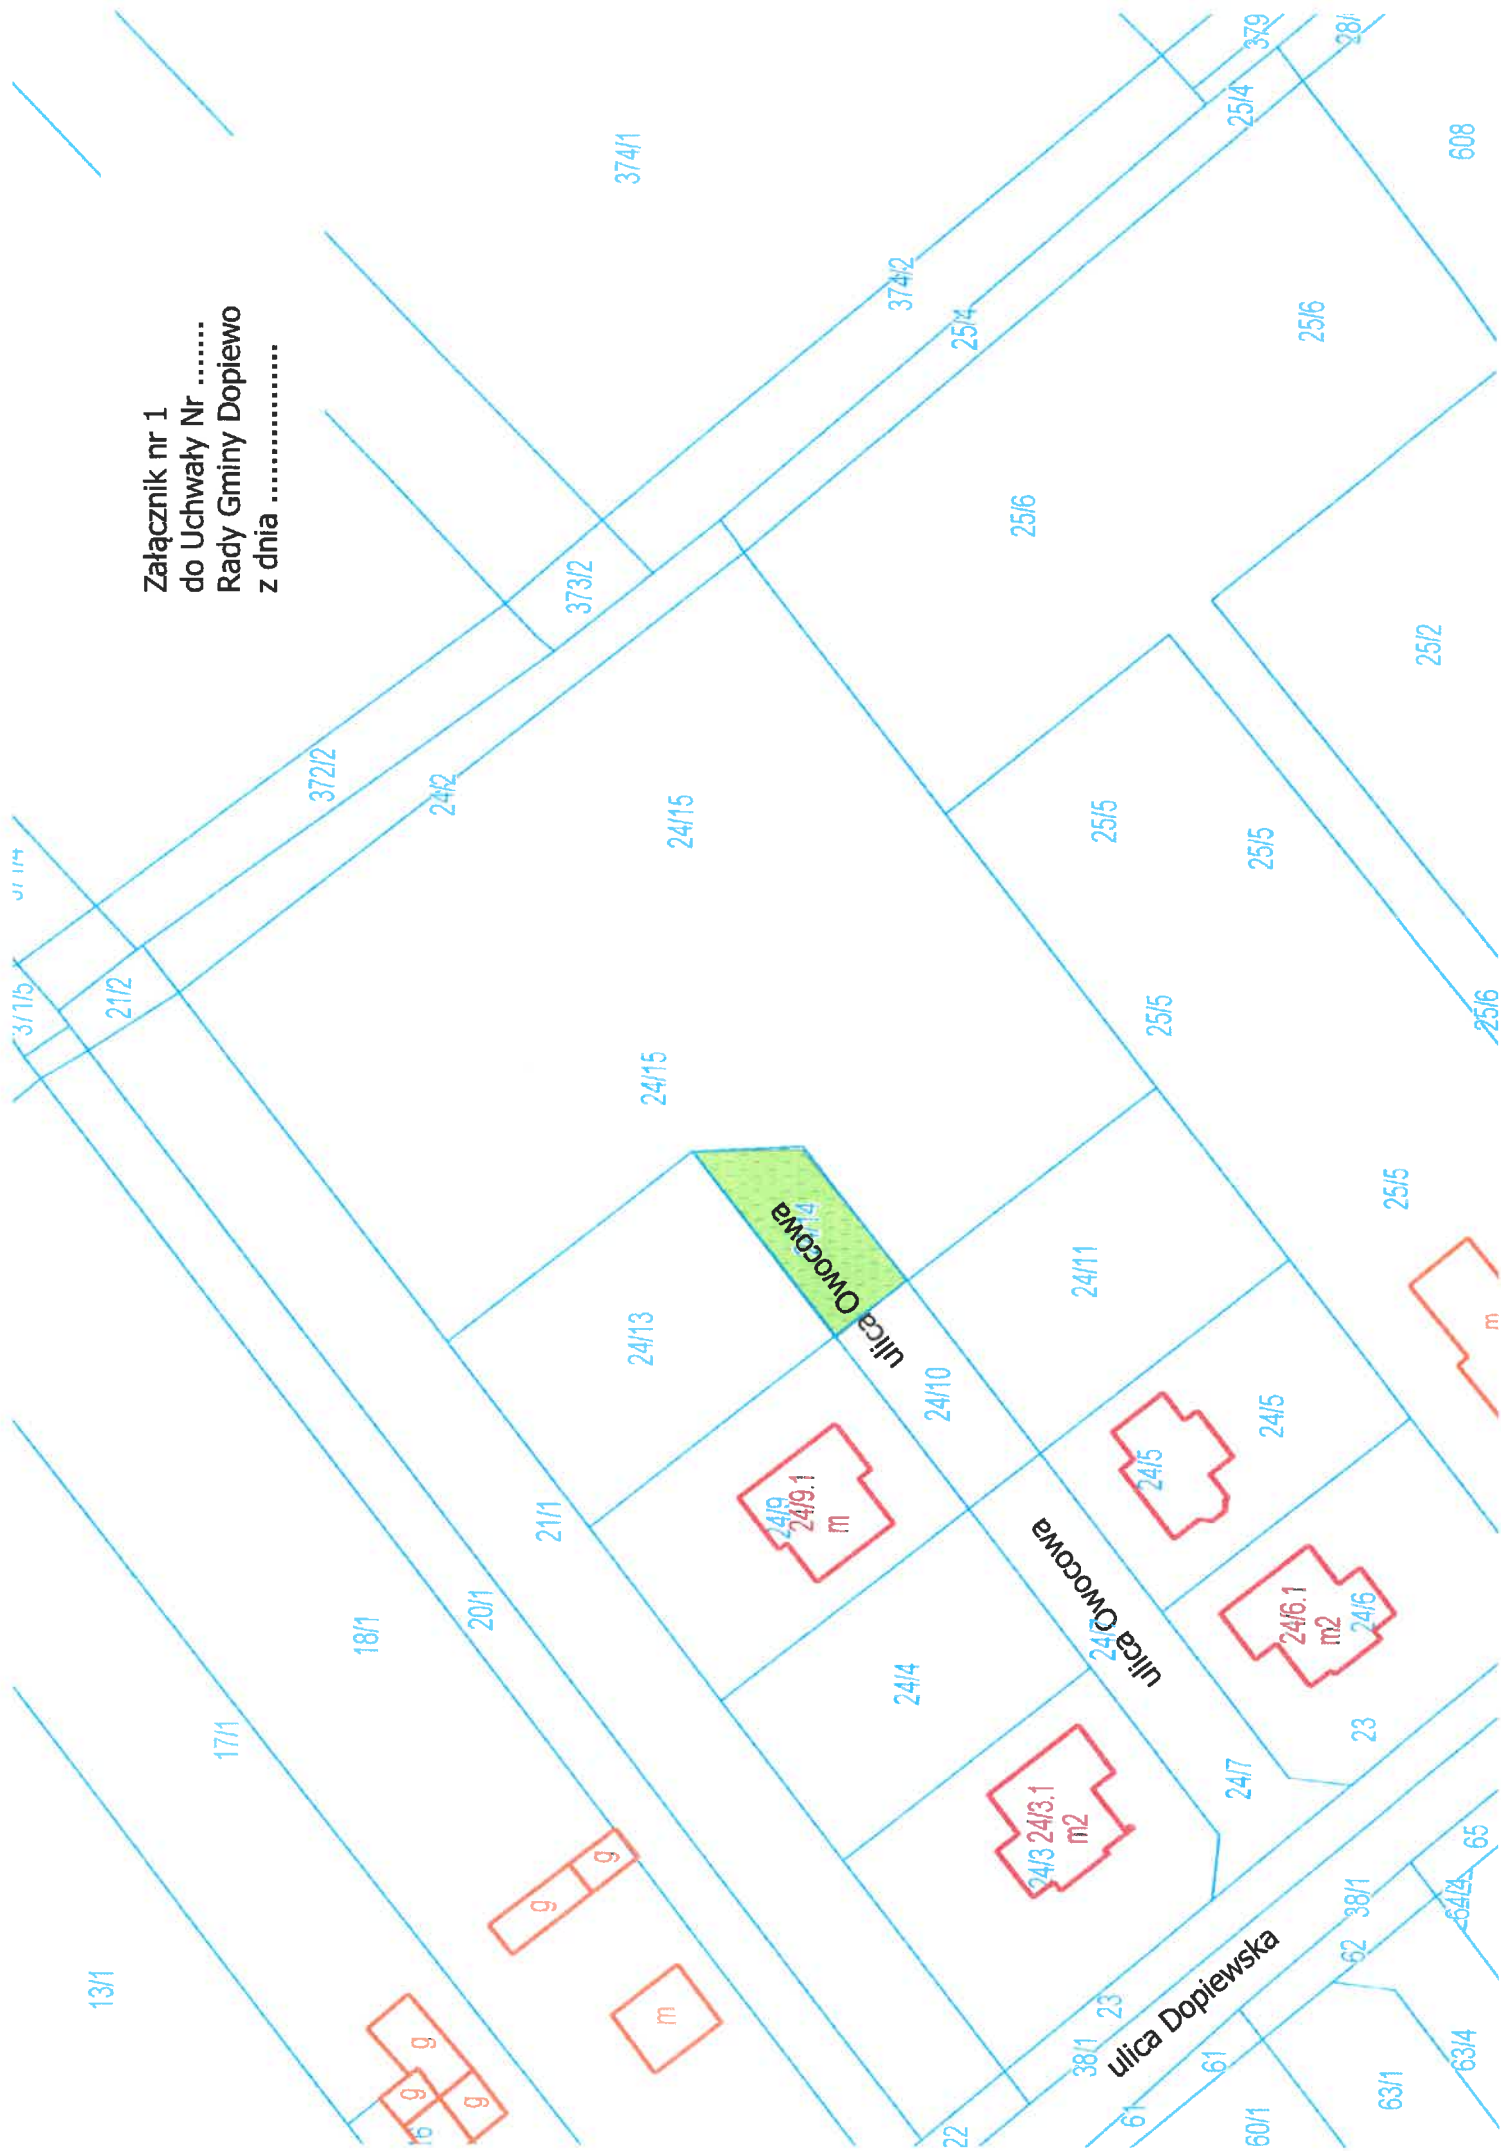 Załącznik nr 1
do Uchwały Nr ......
Rady Gminy Dopiewo
z dnia ....................
379
25/4
608
374/1
374/2
25/4
25/6
25/6
373/2
25/2
372/2
24/2
24/15
25/5
25/5
21/2
25/5
25/6
24/15
25/5
ulica Owocowa
24/13
24/11
24/10
24/5
24/5
m
24/9
24/9.1
m
21/1
ulica Owocowa
20/1
18/1
24/4
24/6.1
m2
24/6
17/1
23
24/7
24/3
24/3.1
m2
g
g
38/1
65
62
13/1
ulica Dopiewska
23
38/1
m
g
g
g
61
61
63/4
63/1
60/1
22